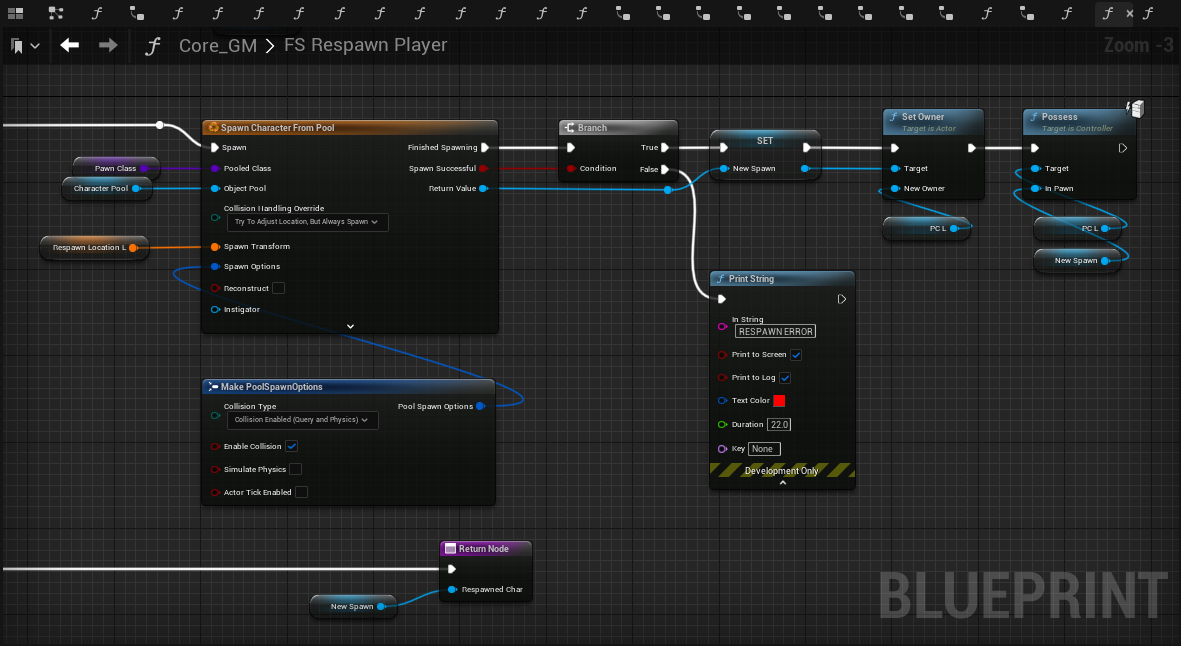 Core_GM > FS Respawn Player
Zoom -3
Spawn Character From Pool
Spawn
Finished Spawning
Pooled Class
Spawn Successful
Object Pool
Return Value
Collision Handling Override
Try To Adjust Location, But Always Spawn
Spawn Transform
Spawn Options
Reconstruct
Instigator
Pawn Class
Character Pool
Respawn Location L
Branch
True
Condition
False
SET
New Spawn
Set Owner
Target is Actor
Target
New Owner
PC L
Possess
Target is Controller
Target
In Pawn
PC L
New Spawn
Print String
In String
RESPAWN ERROR
Print to Screen
Print to Log
Text Color
Duration 22.0
Key None
Development Only
Make PoolSpawnOptions
Collision Type
Pool Spawn Options
Collision Enabled (Query and Physics)
Enable Collision
Simulate Physics
Actor Tick Enabled
Return Node
Respawned Char
New Spawn
BLUEPRINT